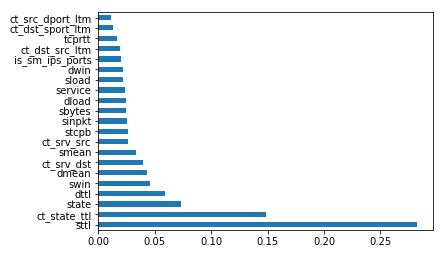 ct_src_dport_ltm
ct_dst_sport_ltm
tcprtt
ct_dst_src_ltm
is_sm_ips_ports
dwin
sload
service
dload
sbytes
sinpkt
stcpb
ct_srv_src
smean
ct_srv_dst
dmean
swin
dttl
state
ct_state_ttl
sttl
0.00 0.05 0.10 0.15 0.20 0.25